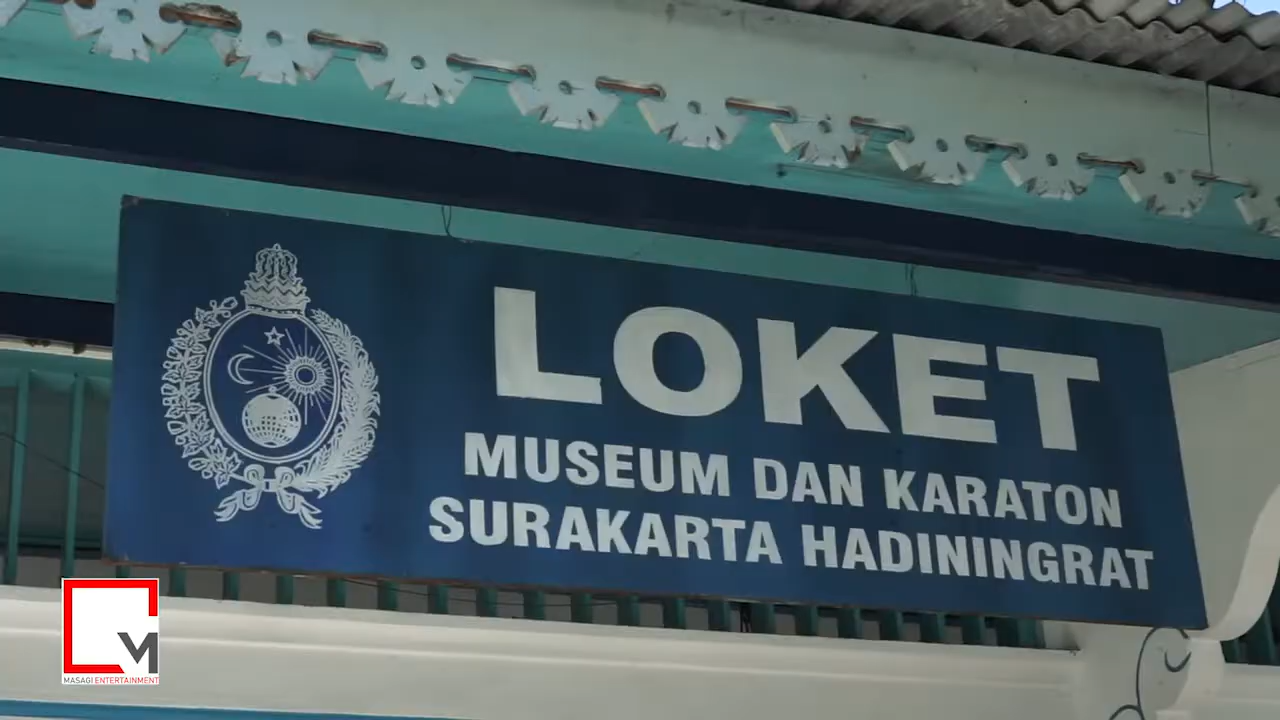 LOKET
MUSEUM DAN KARATON
SURAKARTA HADININGRAT
M
MASAGI ENTERTAINMENT